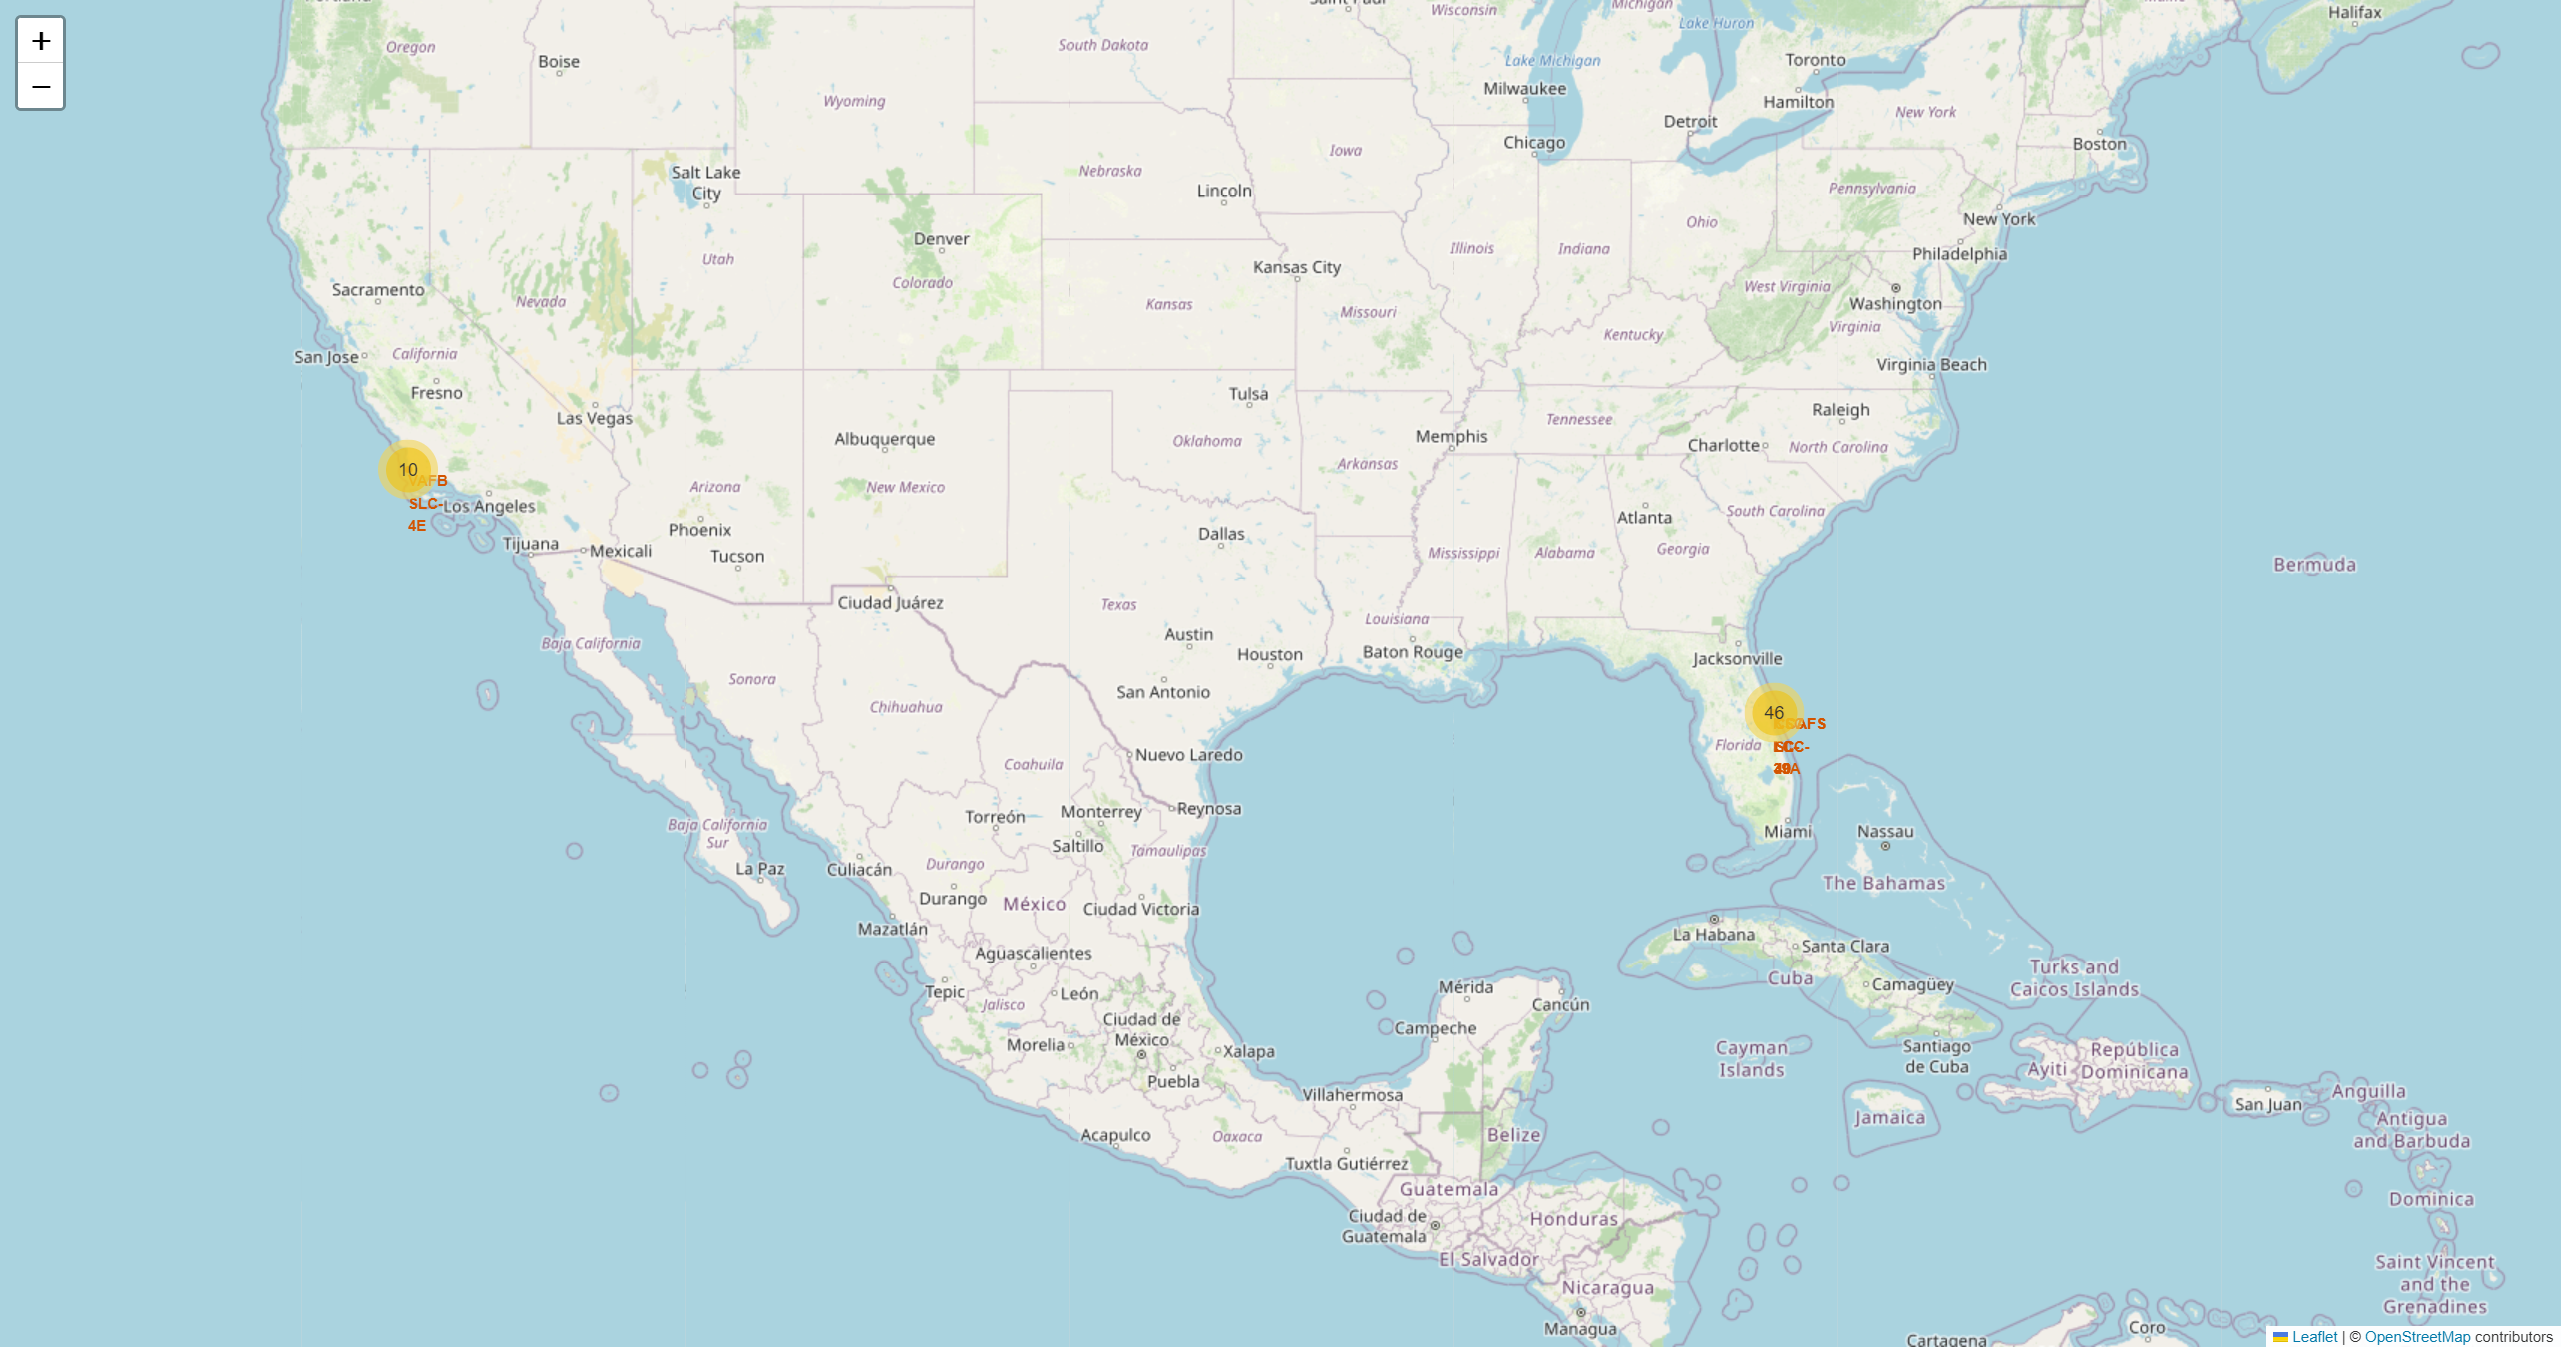 +
−
Oregon
Boise
South Dakota
Wisconsin
Michigan
Lake Huron
Halifax
Wyoming
Lake Michigan
Toronto
Milwaukee
Hamilton
New York
Detroit
Chicago
Boston
Iowa
Salt Lake
City
Nebraska
Lincoln
Pennsylvania
New York
Ohio
Denver
Utah
Illinois
Indiana
Philadelphia
Kansas City
Colorado
Sacramento
Nevada
Kansas
Missouri
West Virginia
Washington
Virginia
Kentucky
San Jose
California
Virginia Beach
Fresno
Las Vegas
Tulsa
Raleigh
Tennessee
Albuquerque
Oklahoma
Memphis
Charlotte
North Carolina
Arkansas
10
VAFB
SLC-
4E
Los Angeles
Arizona
New Mexico
Phoenix
Atlanta
South Carolina
Dallas
Tijuana
Mexicali
Tucson
Mississippi
Alabama
Georgia
Bermuda
Ciudad Juárez
Texas
Louisiana
Austin
Baja California
Houston
Baton Rouge
Jacksonville
Sonora
San Antonio
Chihuahua
46
Florida
Nuevo Laredo
Coahuila
Torreón
Monterrey
Reynosa
Baja California
Sur
Saltillo
Tamaulipas
Miami
Nassau
La Paz
Culiacán
Durango
Durango
México
Ciudad Victoria
The Bahamas
Mazatlán
La Habana
Santa Clara
Aguascalientes
Cuba
Camagüey
Turks and
Caicos Islands
Tepic
Jalisco
León
Mérida
Cancún
Ciudad de
México
Campeche
Morelia
Xalapa
Cayman
Islands
Santiago
de Cuba
Ayiti
República
Dominicana
Puebla
Villahermosa
San Juan
Anguilla
Jamaica
Antigua
and Barbuda
Acapulco
Oaxaca
Belize
Tuxtla Gutiérrez
Guatemala
Dominica
Ciudad de
Guatemala
Honduras
El Salvador
Saint Vincent
and the
Grenadines
Nicaragua
Managua
Coro
Cartagena
Leaflet | © OpenStreetMap contributors